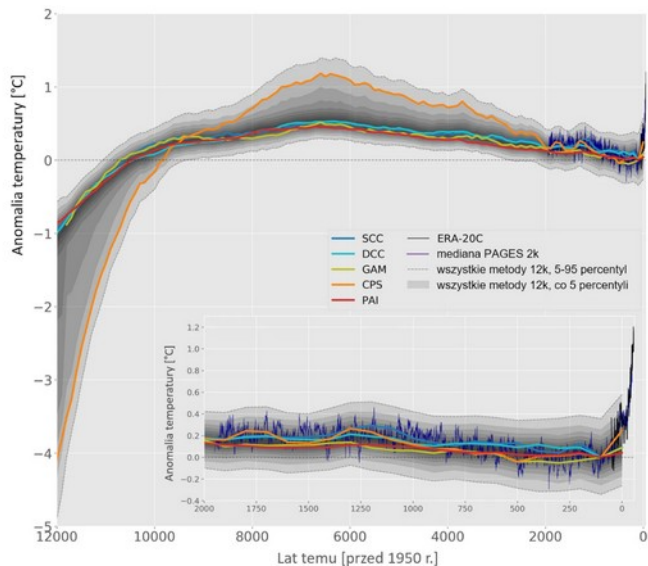 2
1
0
−1
−2
−3
−4
−5
Anomalia temperatury [°C]
SCC
DCC
GAM
CPS
PAI
ERA-20C
mediana PAGES 2k
wszystkie metody 12k, 5-95 percentyl
wszystkie metody 12k, co 5 percentyli
1.2
1.0
0.8
0.6
0.4
0.2
0.0
−0.2
−0.4
Anomalia temperatury [°C]
2000 1750 1500 1250 1000 750 500 250 0
12000 10000 8000 6000 4000 2000 0
Lat temu [przed 1950 r.]